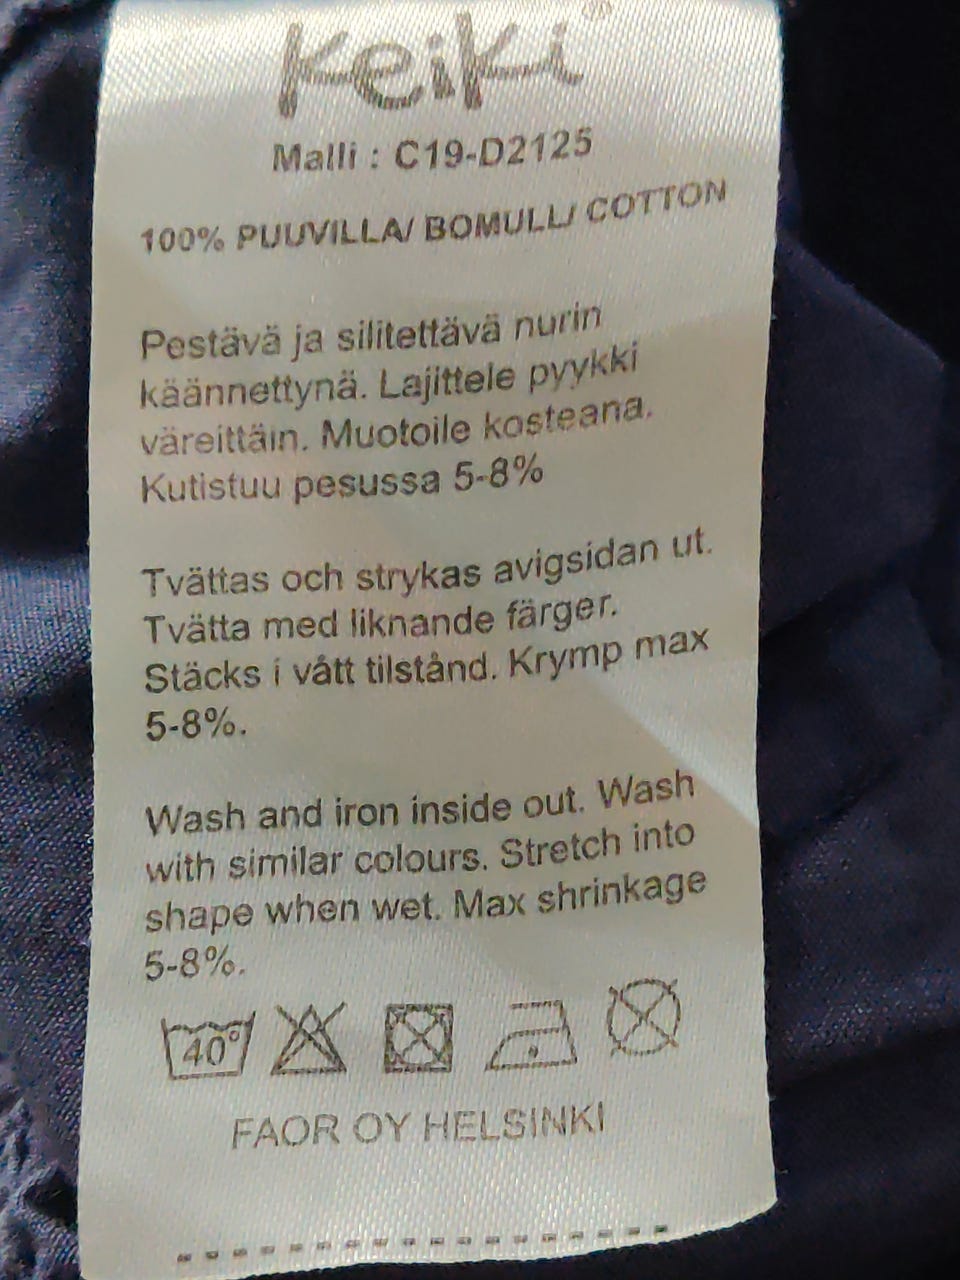 Keiki®
Malli : C19-D2125
100% PUUVILLA/ BOMULL/ COTTON
Pestävä ja silitettävä nurin
käännettynä. Lajittele pyykki
väreittäin. Muotoile kosteana.
Kutistuu pesussa 5-8%
Tvättas och strykas avigsidan ut.
Tvätta med liknande färger.
Stäcks i vått tilstånd. Krymp max
5-8%.
Wash and iron inside out. Wash
with similar colours. Stretch into
shape when wet. Max shrinkage
5-8%.
40°
FAOR OY HELSINKI